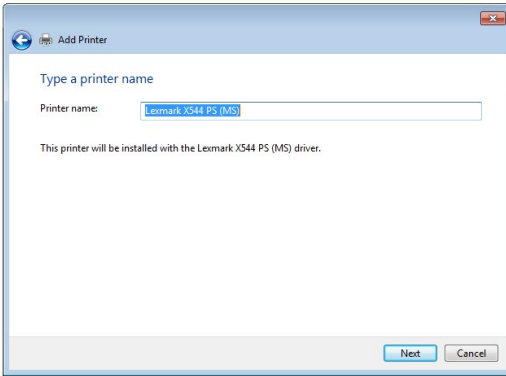 Add Printer
Type a printer name
Printer name: Lexmark X544 PS (MS)
This printer will be installed with the Lexmark X544 PS (MS) driver.
Next Cancel